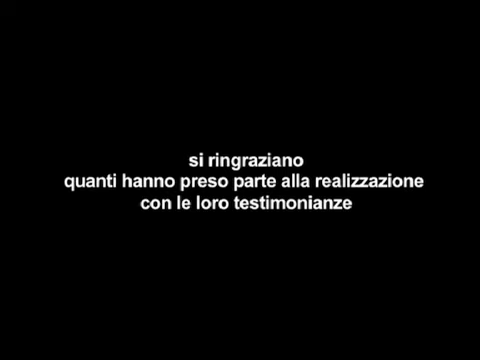 si ringraziano
quanti hanno preso parte alla realizzazione
con le loro testimonianze